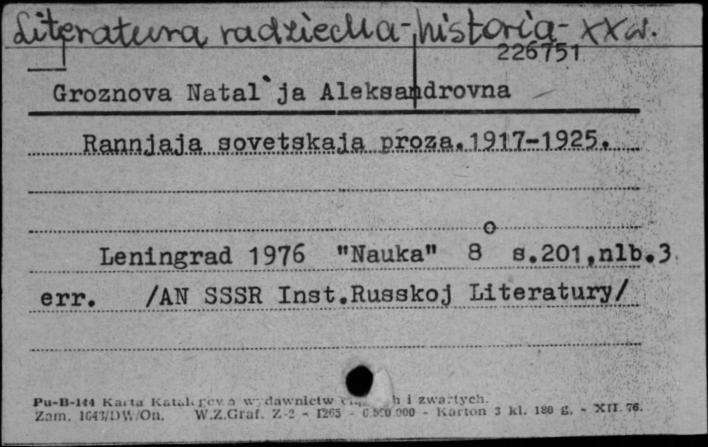 Literatura radziecka - historia - XX w.
226751
Groznova Natal`ja Aleksandrovna
Rannjaja sovetskaja proza.1917-1925.
Leningrad 1976 "Nauka" 8° s.201,nlb.3
err. /AN SSSR Inst.Russkoj Literatury/
Pu-B-144 Karta Katalogowa wydawnictw h i zwartych.
Zam. 1643/DW/On. W.Z.Graf. Z-2 - 1265 - 000 - Karton 3 kl. 180 g. - XII.76.